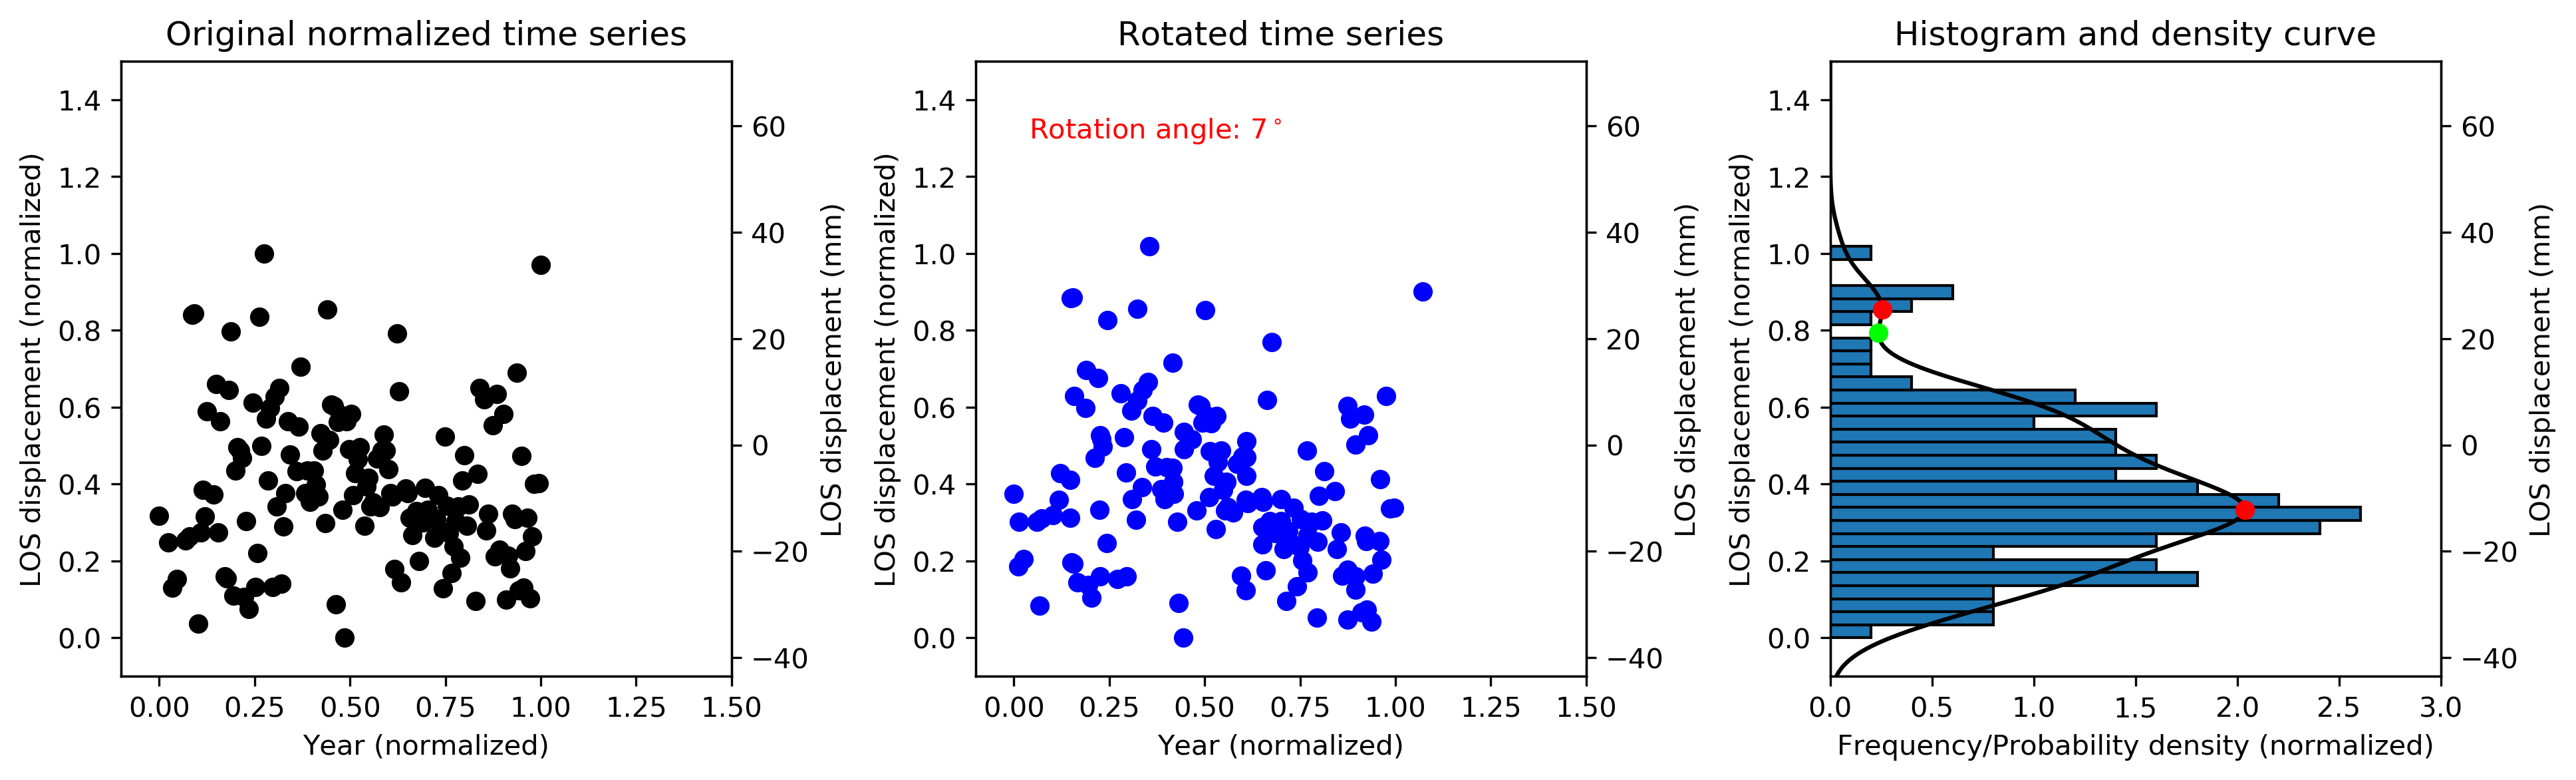 Original normalized time series
LOS displacement (normalized)
1.4
1.2
1.0
0.8
0.6
0.4
0.2
0.0
0.00 0.25 0.50 0.75 1.00 1.25 1.50
Year (normalized)
60
40
20
0
−20
−40
LOS displacement (mm)
Rotated time series
Rotation angle: 7°
LOS displacement (normalized)
1.4
1.2
1.0
0.8
0.6
0.4
0.2
0.0
0.00 0.25 0.50 0.75 1.00 1.25 1.50
Year (normalized)
60
40
20
0
−20
−40
LOS displacement (mm)
Histogram and density curve
LOS displacement (normalized)
1.4
1.2
1.0
0.8
0.6
0.4
0.2
0.0
0.0 0.5 1.0 1.5 2.0 2.5 3.0
Frequency/Probability density (normalized)
60
40
20
0
−20
−40
LOS displacement (mm)